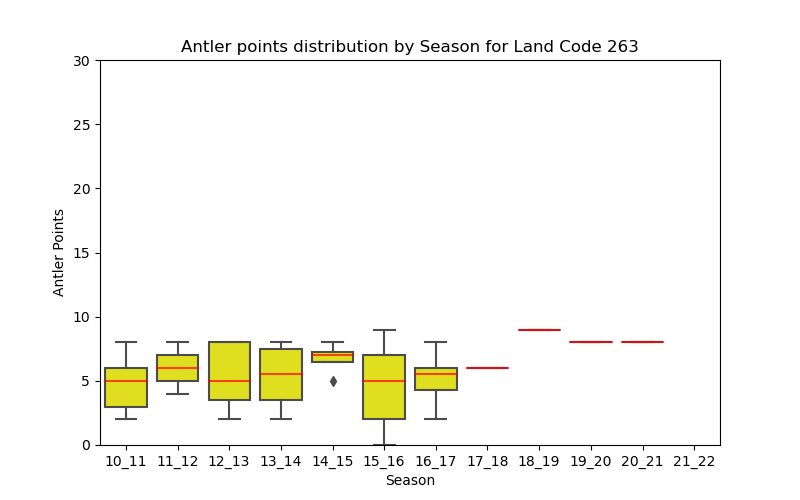 Antler points distribution by Season for Land Code 263
30
25
20
15
10
5
0
Antler Points
10_11 11_12 12_13 13_14 14_15 15_16 16_17 17_18 18_19 19_20 20_21 21_22
Season